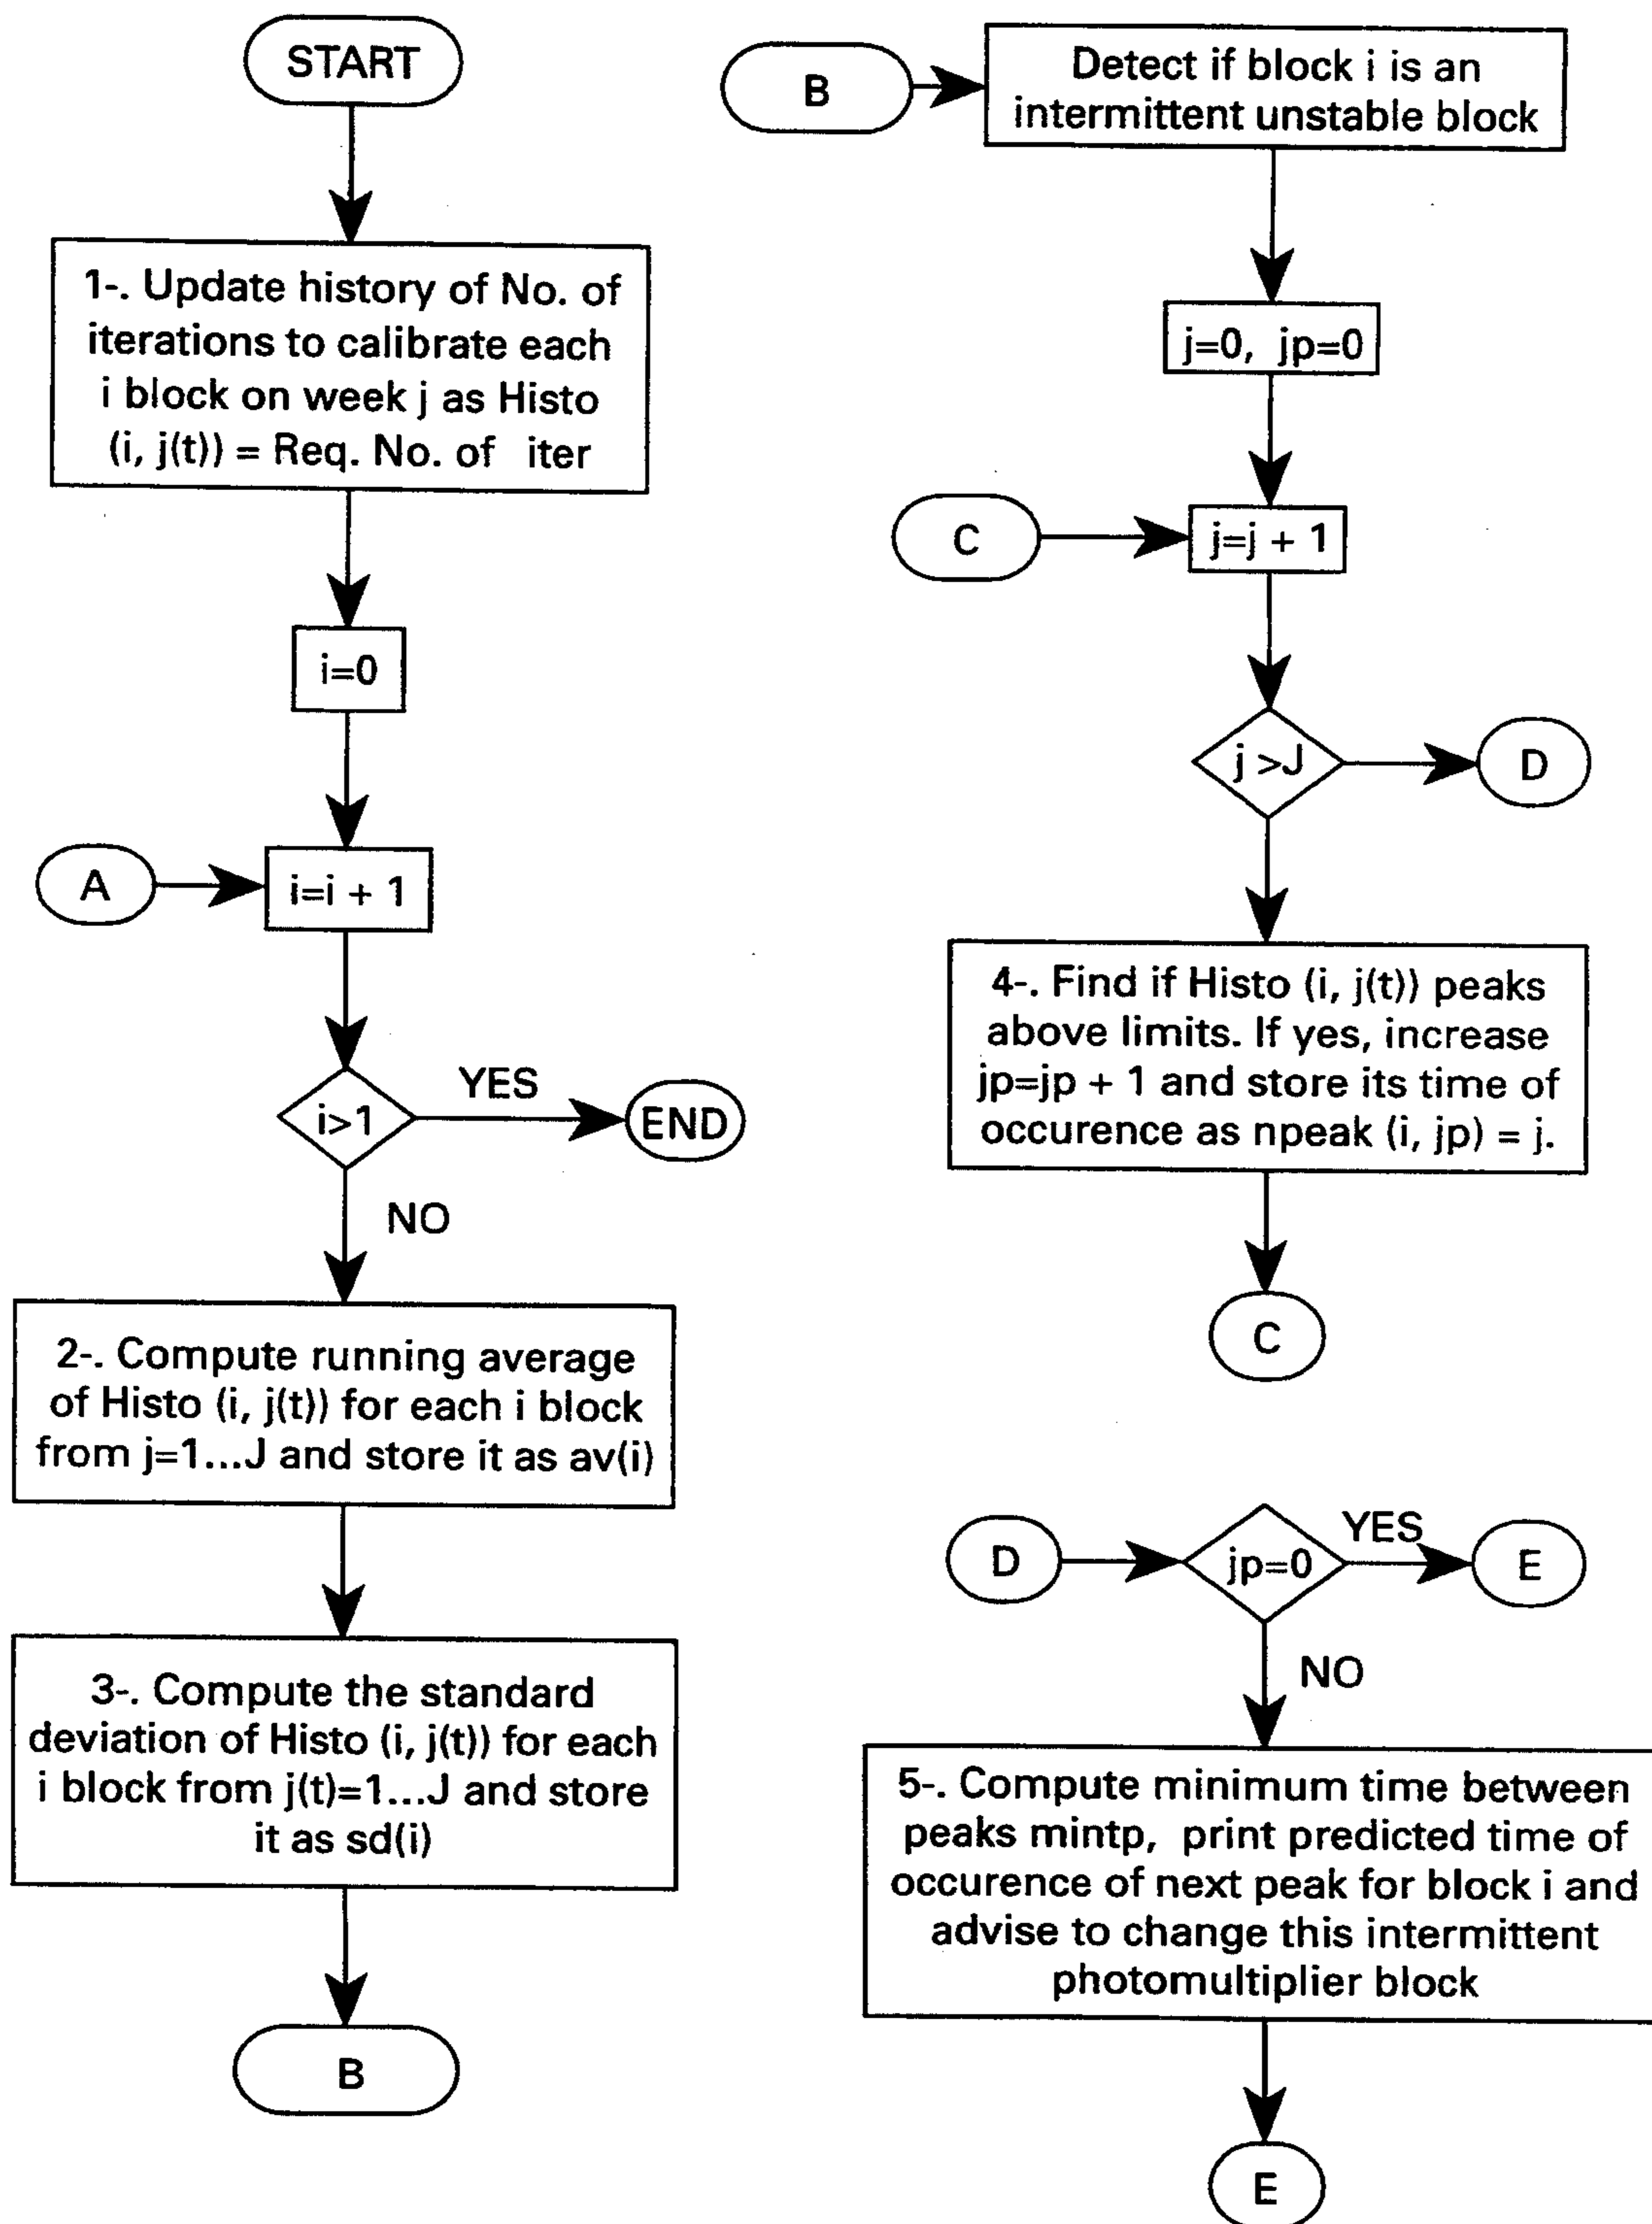 START
1-. Update history of No. of
iterations to calibrate each
i block on week j as Histo
(i, j(t)) = Req. No. of iter
i=0
A
i=i + 1
i>1
YES
END
NO
2-. Compute running average
of Histo (i, j(t)) for each i block
from j=1...J and store it as av(i)
3-. Compute the standard
deviation of Histo (i, j(t)) for each
i block from j(t)=1...J and store
it as sd(i)
B
B
Detect if block i is an
intermittent unstable block
j=0, jp=0
C
j=j + 1
j >J
D
4-. Find if Histo (i, j(t)) peaks
above limits. If yes, increase
jp=jp + 1 and store its time of
occurence as npeak (i, jp) = j.
C
D
jp=0
YES
E
NO
5-. Compute minimum time between
peaks mintp, print predicted time of
occurence of next peak for block i and
advise to change this intermittent
photomultiplier block
E